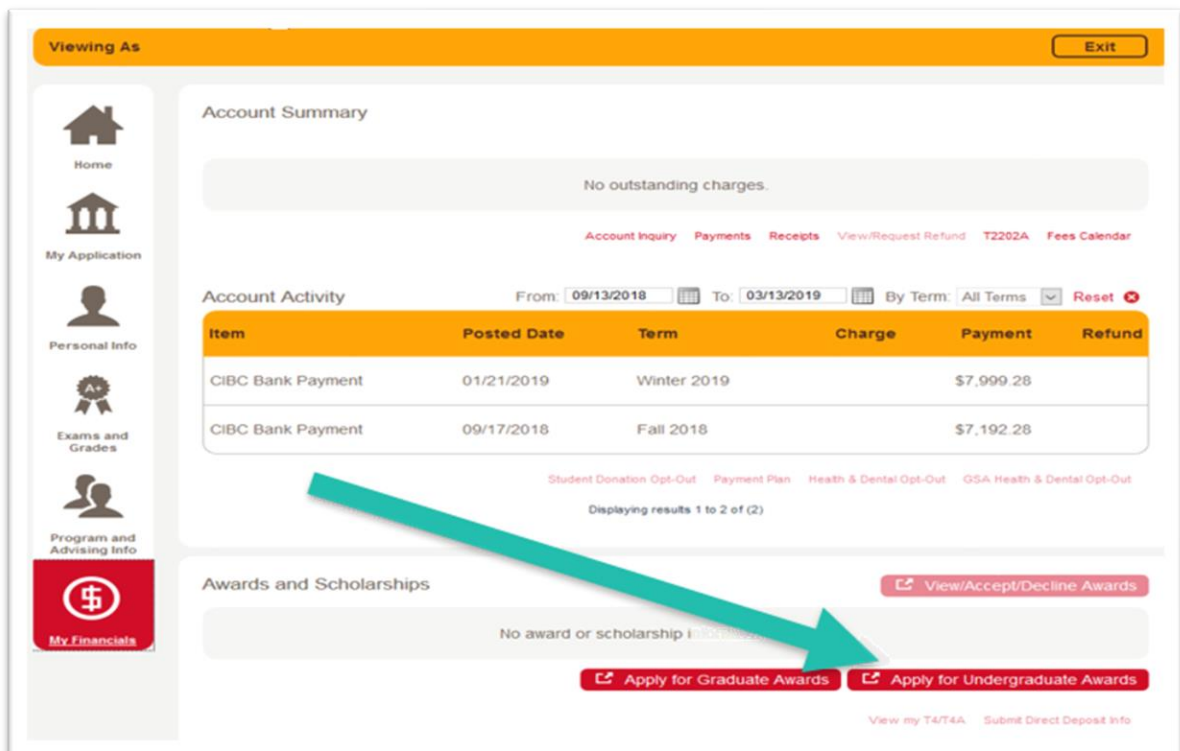 Viewing As
Exit
Home
My Application
Personal Info
A+
Exams and
Grades
Program and
Advising Info
$
My Financials
Account Summary
No outstanding charges.
Account Inquiry Payments Receipts View/Request Refund T2202A Fees Calendar
Account Activity From: 09/13/2018 To: 03/13/2019 By Term: All Terms Reset
Item Posted Date Term Charge Payment Refund
CIBC Bank Payment 01/21/2019 Winter 2019 $7,999.28
CIBC Bank Payment 09/17/2018 Fall 2018 $7,192.28
Student Donation Opt-Out Payment Plan Health & Dental Opt-Out GSA Health & Dental Opt-Out
Displaying results 1 to 2 of (2)
Awards and Scholarships
View/Accept/Decline Awards
No award or scholarship
Apply for Graduate Awards Apply for Undergraduate Awards
View my T4/T4A Submit Direct Deposit Info